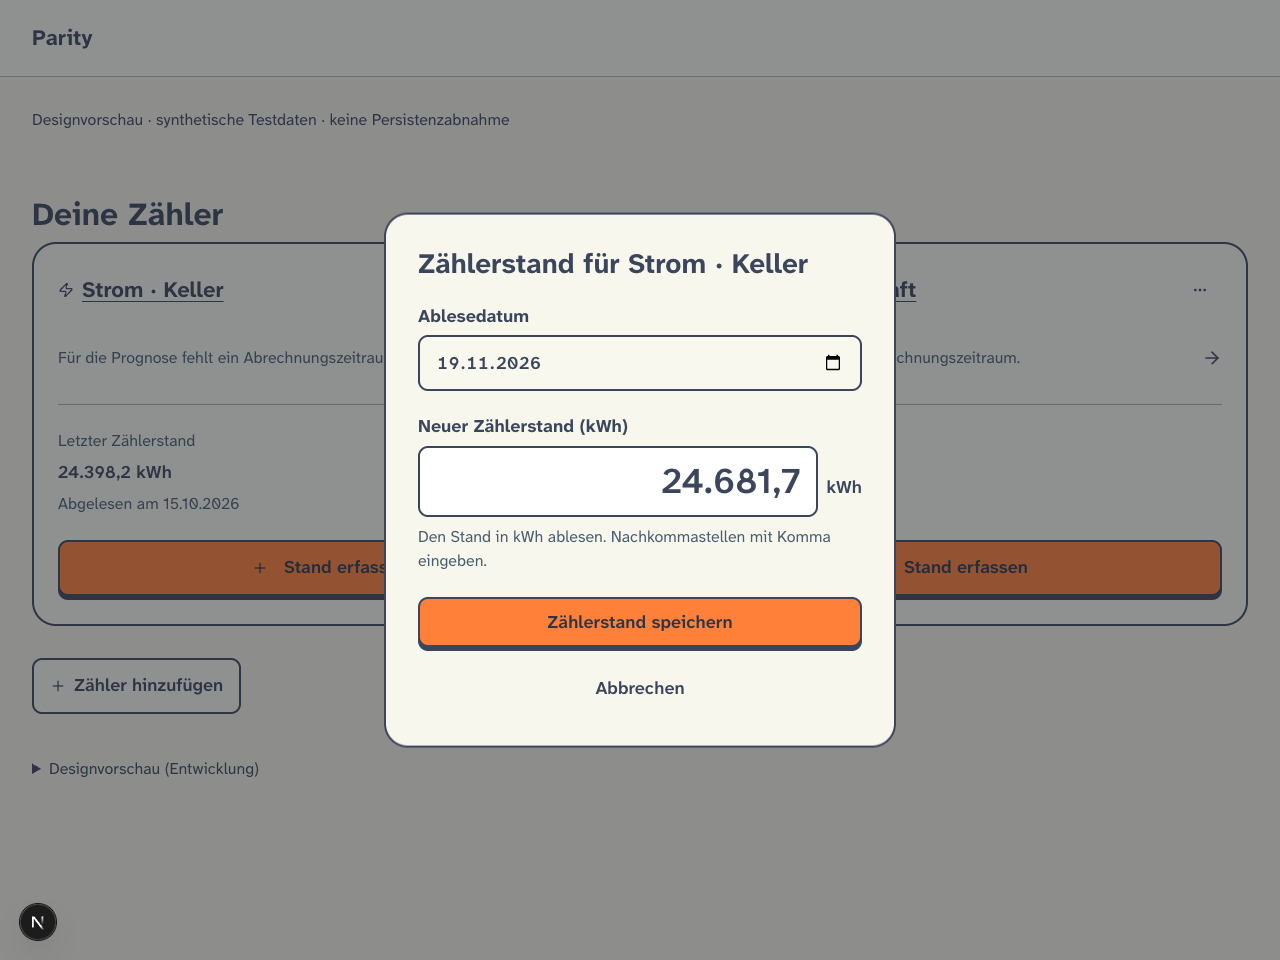 Parity
Designvorschau · synthetische Testdaten · keine Persistenzabnahme
Deine Zähler
Strom · Keller
Für die Prognose fehlt ein Abrechnungszeitrau
Letzter Zählerstand
24.398,2 kWh
Abgelesen am 15.10.2026
+ Stand erfass
Zählerstand für Strom · Keller
Ablesedatum
19.11.2026
Neuer Zählerstand (kWh)
24.681,7 kWh
Den Stand in kWh ablesen. Nachkommastellen mit Komma
eingeben.
Zählerstand speichern
Abbrechen
ft
...
chnungszeitraum.
Stand erfassen
+ Zähler hinzufügen
Designvorschau (Entwicklung)
N